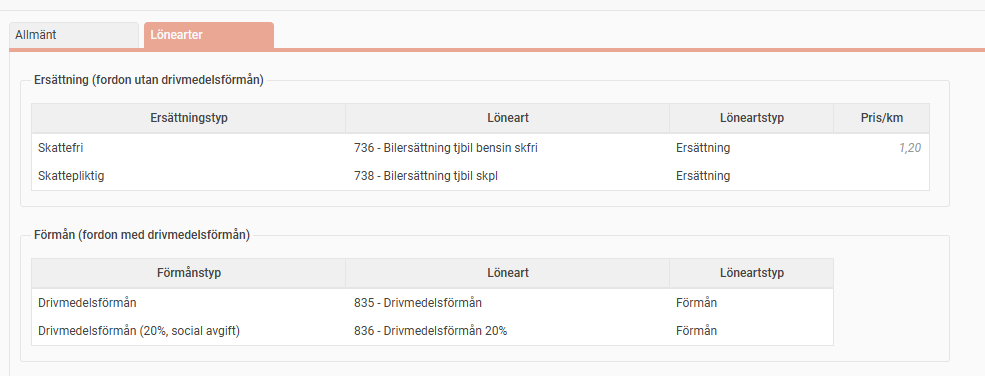 Allmänt Lönearter
Ersättning (fordon utan drivmedelsförmån)
Ersättningstyp Löneart Löneartstyp Pris/km
Skattefri 736 - Bilersättning tjbil bensin skfri Ersättning 1,20
Skattepliktig 738 - Bilersättning tjbil skpl Ersättning
Förmån (fordon med drivmedelsförmån)
Förmånstyp Löneart Löneartstyp
Drivmedelsförmån 835 - Drivmedelsförmån Förmån
Drivmedelsförmån (20%, social avgift) 836 - Drivmedelsförmån 20% Förmån